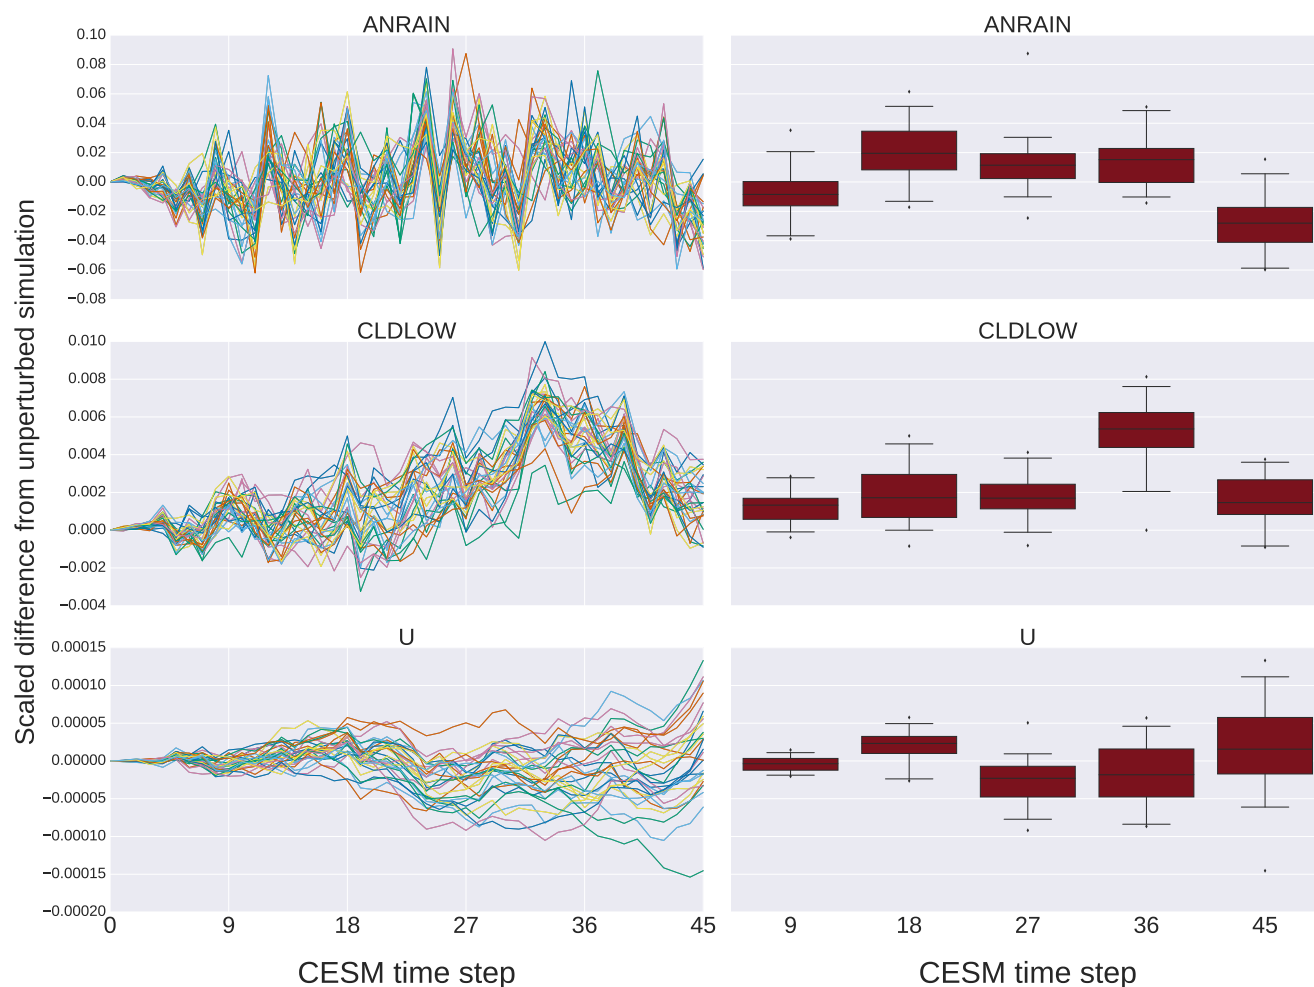 ANRAIN
ANRAIN
0.10
0.08
0.06
0.04
0.02
0.00
−0.02
−0.04
−0.06
−0.08
CLDLOW
CLDLOW
0.010
0.008
0.006
0.004
0.002
0.000
−0.002
−0.004
U
U
0.00015
0.00010
0.00005
0.00000
−0.00005
−0.00010
−0.00015
−0.00020
Scaled difference from unperturbed simulation
0 9 18 27 36 45
9 18 27 36 45
CESM time step
CESM time step